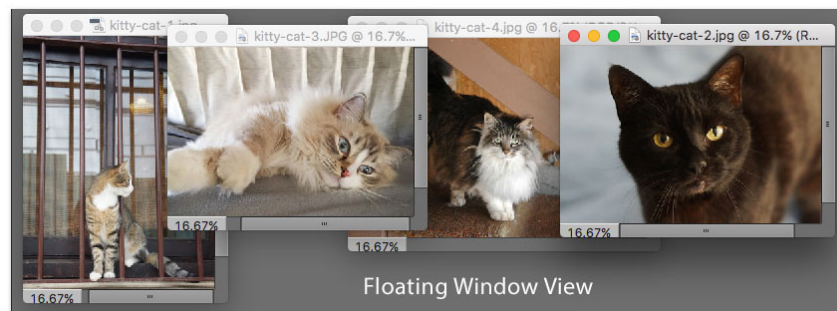 kitty-cat-1.jpg
kitty-cat-3.JPG @ 16.7%...
kitty-cat-4.jpg @ 16.7%
kitty-cat-2.jpg @ 16.7% (R...
16.67%
16.67%
16.67%
16.67%
Floating Window View